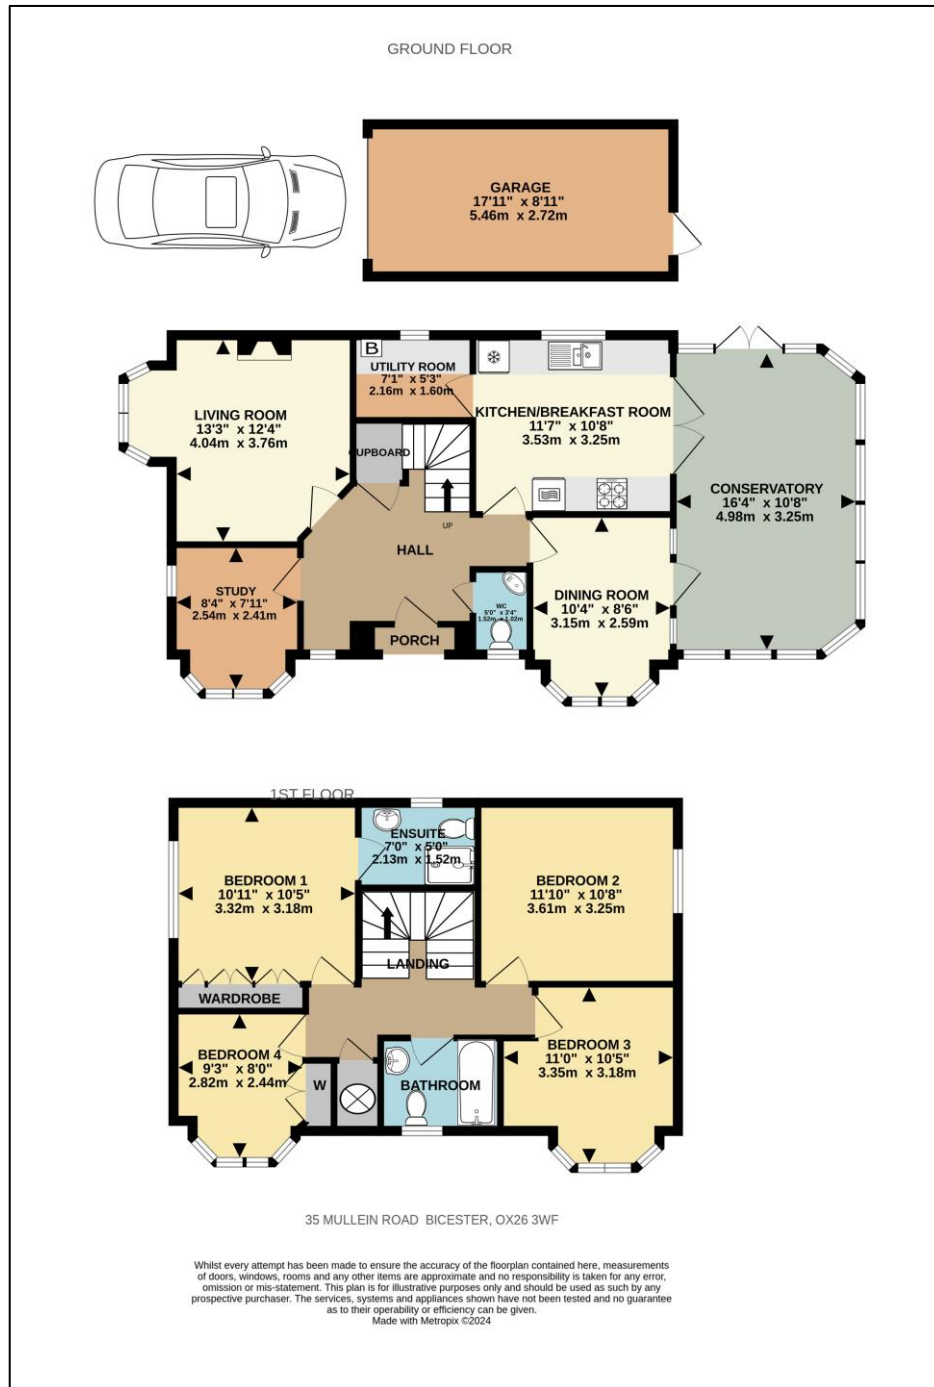 GROUND FLOOR
GARAGE
17'11" x 8'11"
5.46m x 2.72m
B
UTILITY ROOM
7'1" x 5'3"
2.16m x 1.60m
LIVING ROOM
13'3" x 12'4"
4.04m x 3.76m
KITCHEN/BREAKFAST ROOM
11'7" x 10'8"
3.53m x 3.25m
CUPBOARD
CONSERVATORY
16'4" x 10'8"
4.98m x 3.25m
UP
HALL
STUDY
8'4" x 7'11"
2.54m x 2.41m
DINING ROOM
10'4" x 8'6"
3.15m x 2.59m
WC
5'0" x 3'4"
1.52m x 1.02m
PORCH
1ST FLOOR
ENSUITE
7'0" x 5'0"
2.13m x 1.52m
BEDROOM 1
10'11" x 10'5"
3.32m x 3.18m
BEDROOM 2
11'10" x 10'8"
3.61m x 3.25m
LANDING
WARDROBE
BEDROOM 4
9'3" x 8'0"
2.82m x 2.44m
W
BATHROOM
BEDROOM 3
11'0" x 10'5"
3.35m x 3.18m
35 MULLEIN ROAD BICESTER, OX26 3WF
Whilst every attempt has been made to ensure the accuracy of the floorplan contained here, measurements
of doors, windows, rooms and any other items are approximate and no responsibility is taken for any error,
omission or mis-statement. This plan is for illustrative purposes only and should be used as such by any
prospective purchaser. The services, systems and appliances shown have not been tested and no guarantee
as to their operability or efficiency can be given.
Made with Metropix ©2024